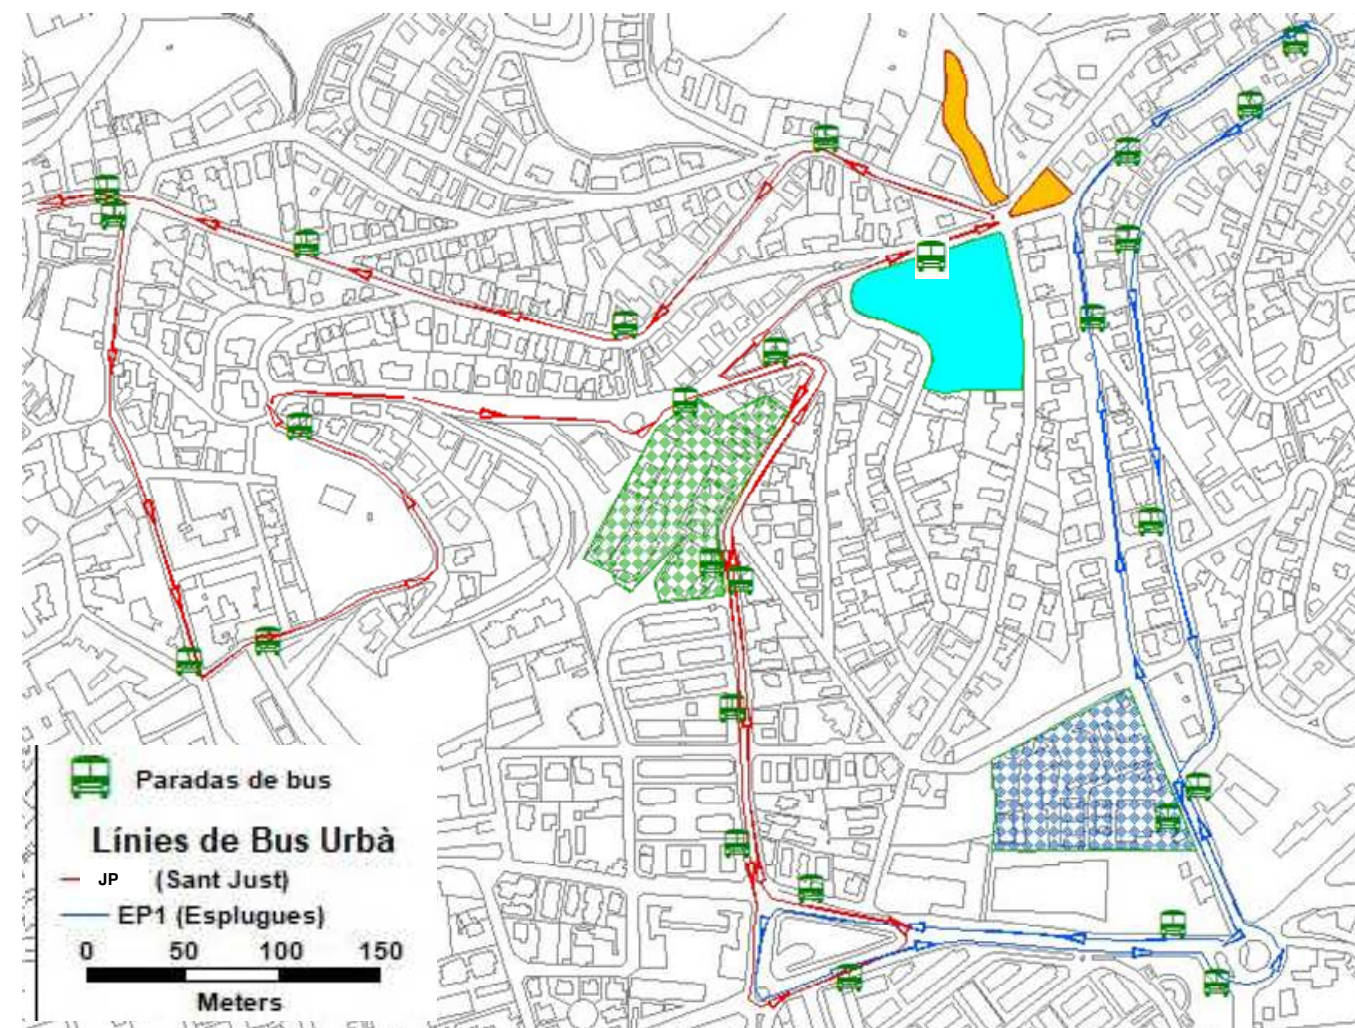 Paradas de bus
Línies de Bus Urbà
JP (Sant Just)
EP1 (Esplugues)
0 50 100 150
Meters